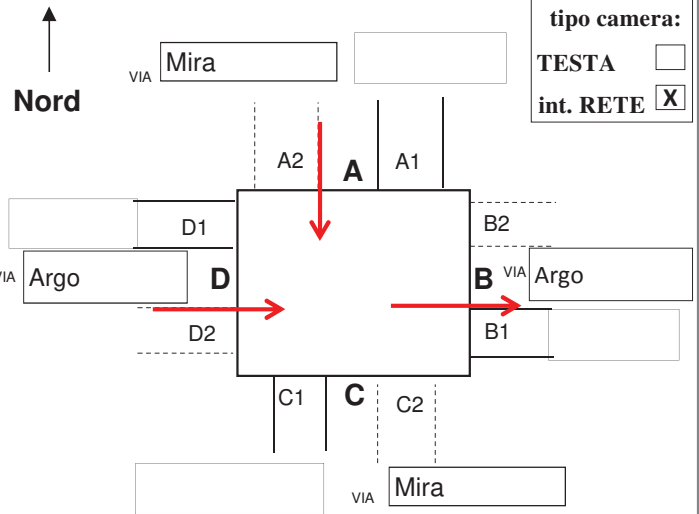 tipo camera:
VIA Mira
TESTA
Nord
int. RETE X
A2 A A1
D1 B2
VIA Argo D B VIA Argo
D2 B1
C1 C C2
VIA Mira